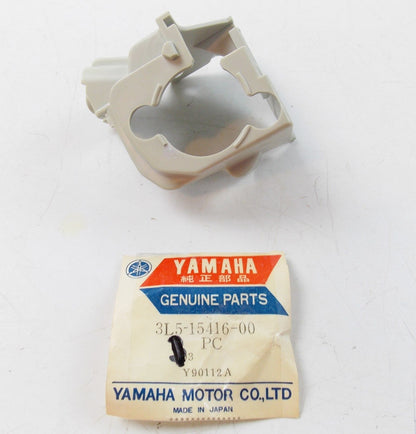 YAMAHA
純正部品
GENUINE PARTS
3L5-15416-00
PC
Y90112A
YAMAHA MOTOR CO.,LTD
MADE IN JAPAN